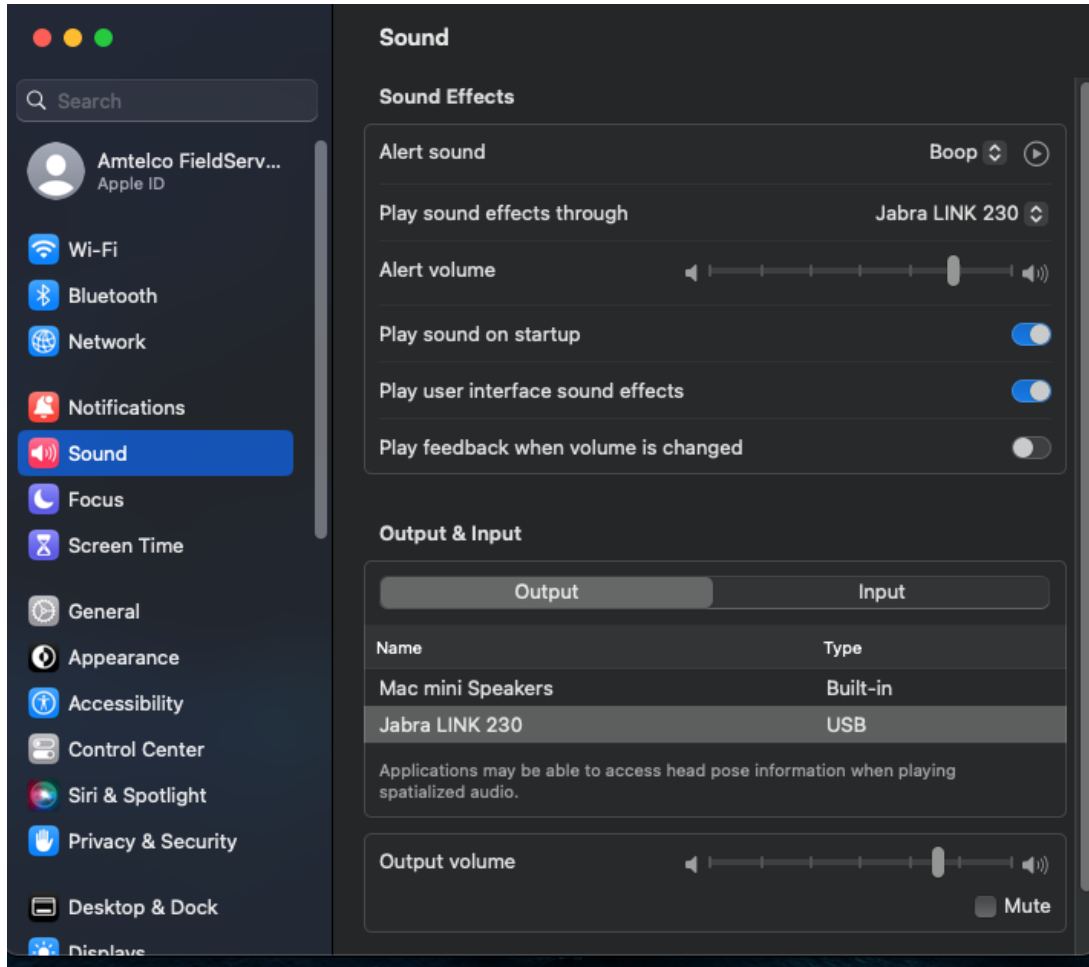 Search
Amtelco FieldServ...
Apple ID
Wi-Fi
Bluetooth
Network
Notifications
Sound
Focus
Screen Time
General
Appearance
Accessibility
Control Center
Siri & Spotlight
Privacy & Security
Desktop & Dock
Displays
Sound
Sound Effects
Alert sound Boop
Play sound effects through Jabra LINK 230
Alert volume
Play sound on startup
Play user interface sound effects
Play feedback when volume is changed
Output & Input
Output Input
Name Type
Mac mini Speakers Built-in
Jabra LINK 230 USB
Applications may be able to access head pose information when playing
spatialized audio.
Output volume
Mute